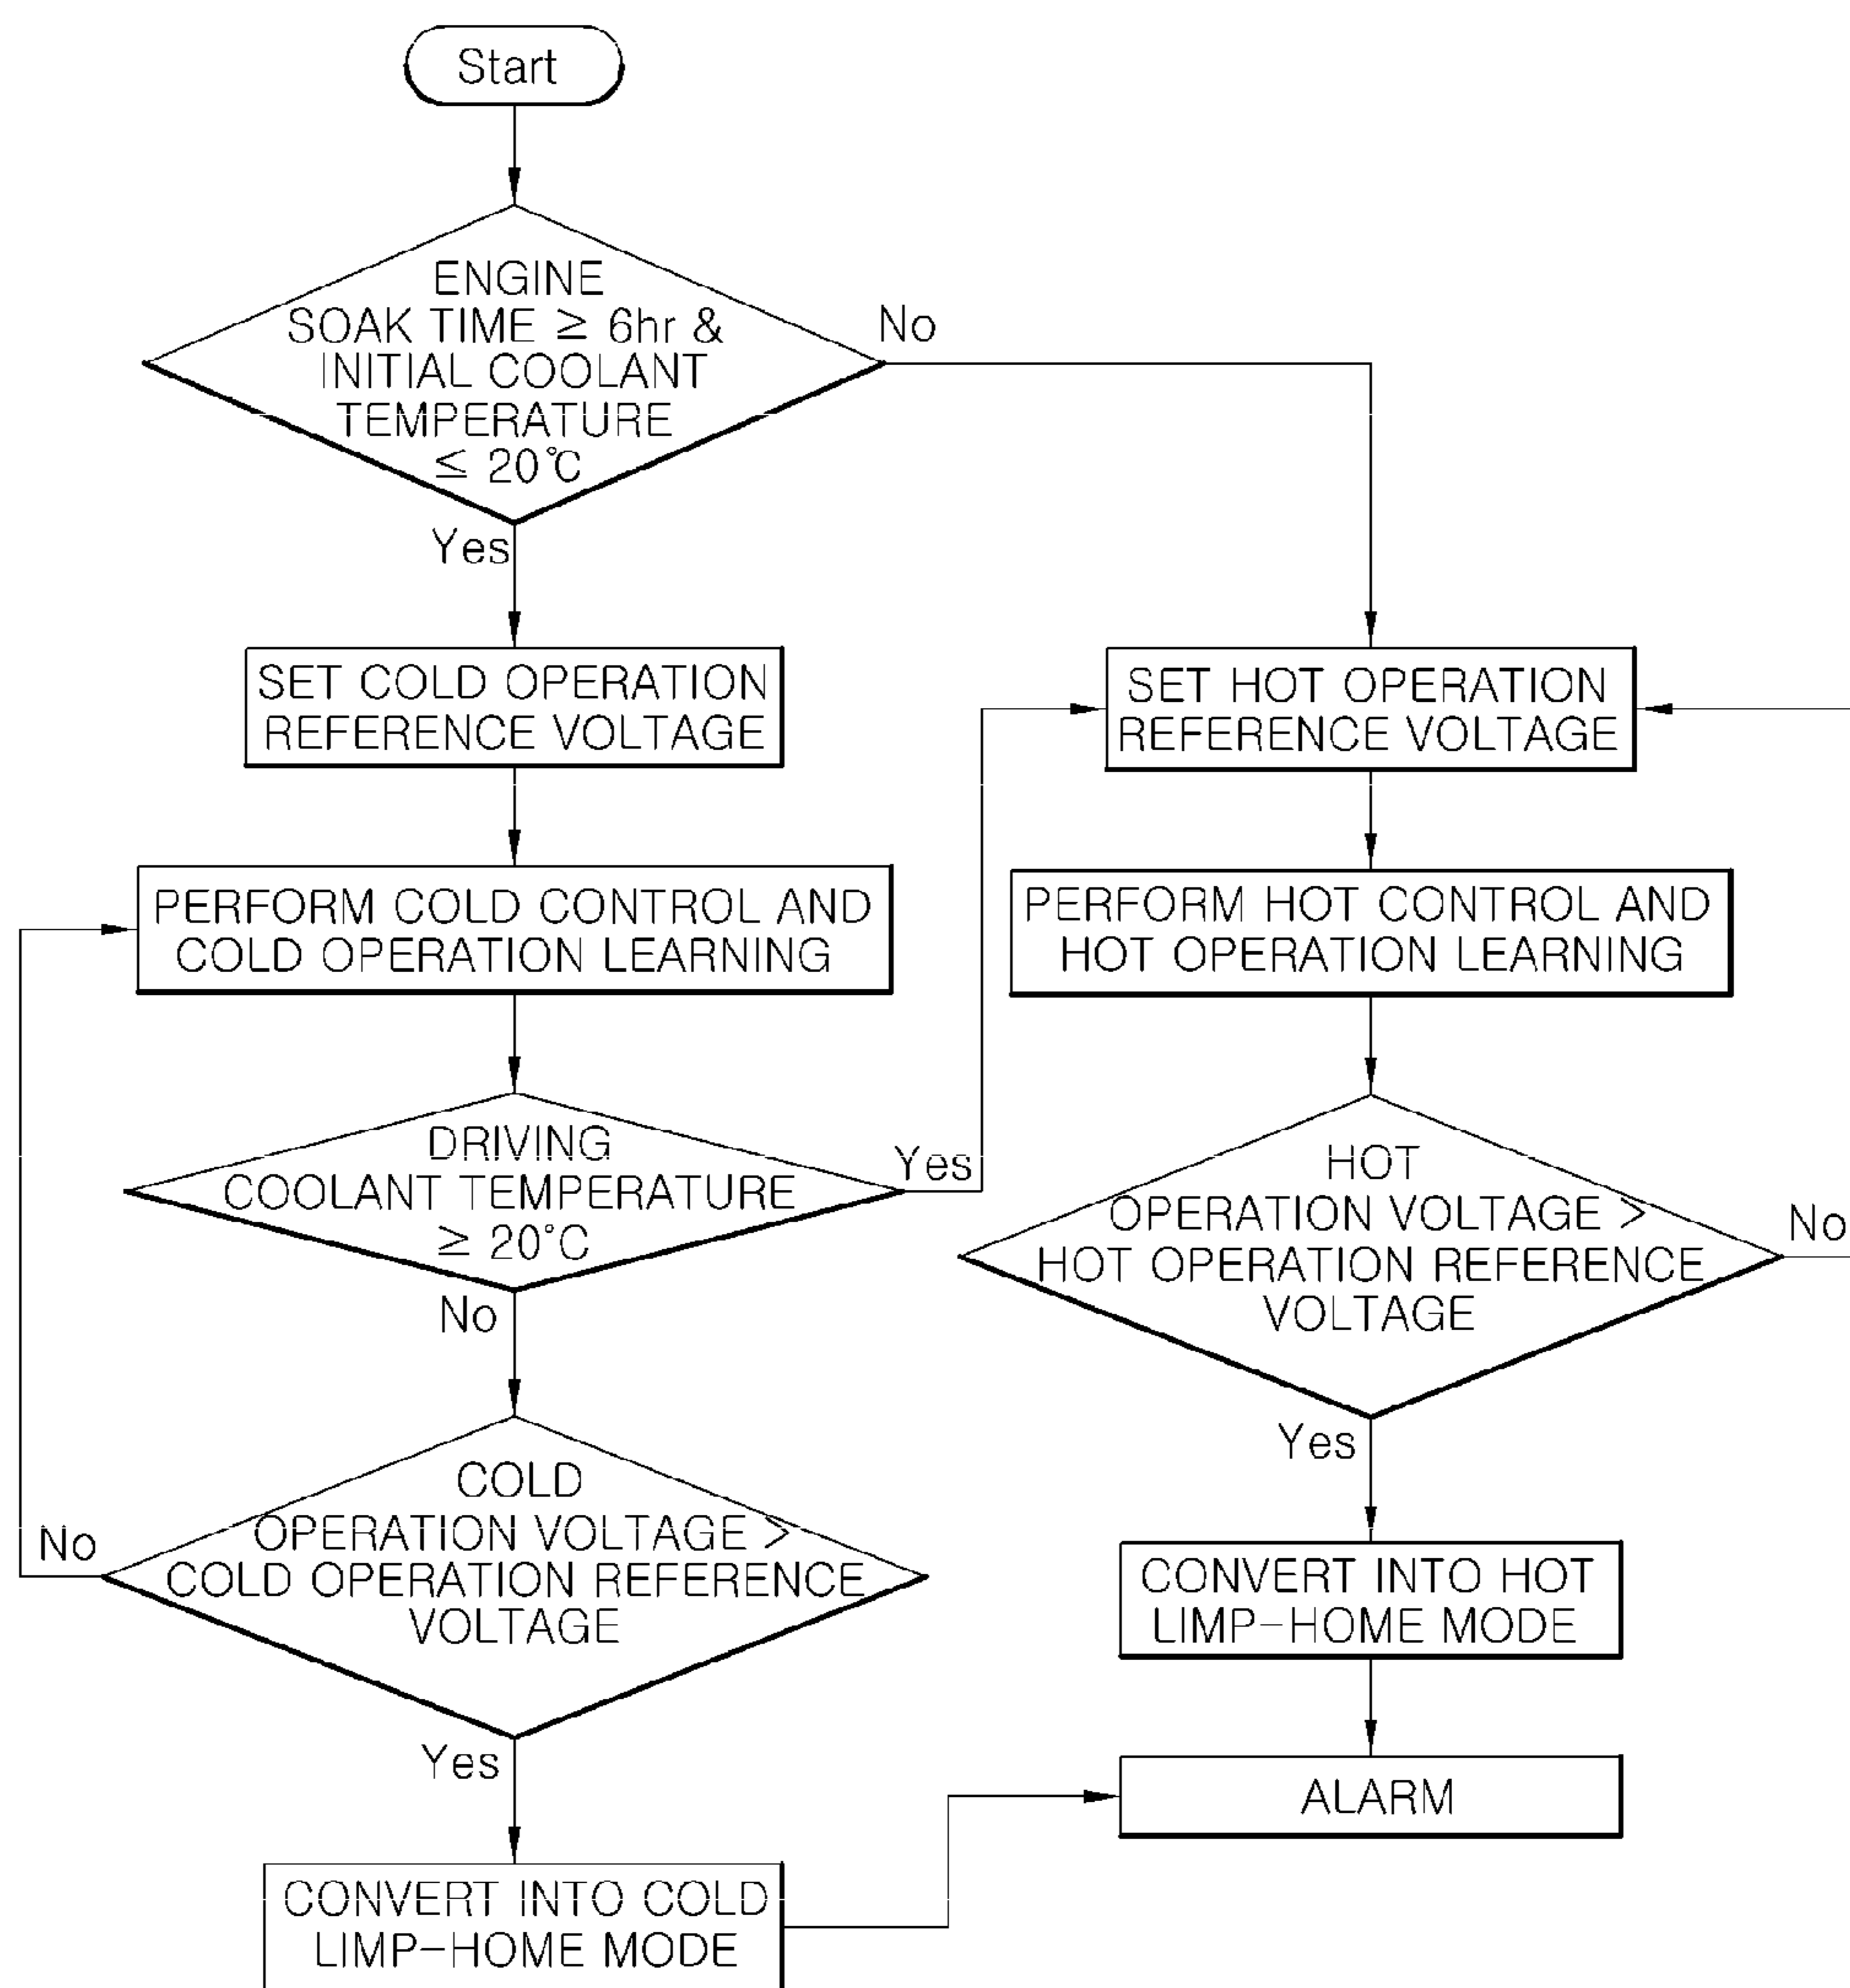 Start
ENGINE
SOAK TIME ≥ 6hr &
INITIAL COOLANT
TEMPERATURE
≤ 20℃
No
Yes
SET COLD OPERATION
REFERENCE VOLTAGE
SET HOT OPERATION
REFERENCE VOLTAGE
PERFORM COLD CONTROL AND
COLD OPERATION LEARNING
PERFORM HOT CONTROL AND
HOT OPERATION LEARNING
DRIVING
COOLANT TEMPERATURE
≥ 20°C
Yes
No
HOT
OPERATION VOLTAGE >
HOT OPERATION REFERENCE
VOLTAGE
No
Yes
COLD
OPERATION VOLTAGE >
COLD OPERATION REFERENCE
VOLTAGE
No
Yes
CONVERT INTO HOT
LIMP-HOME MODE
ALARM
CONVERT INTO COLD
LIMP-HOME MODE